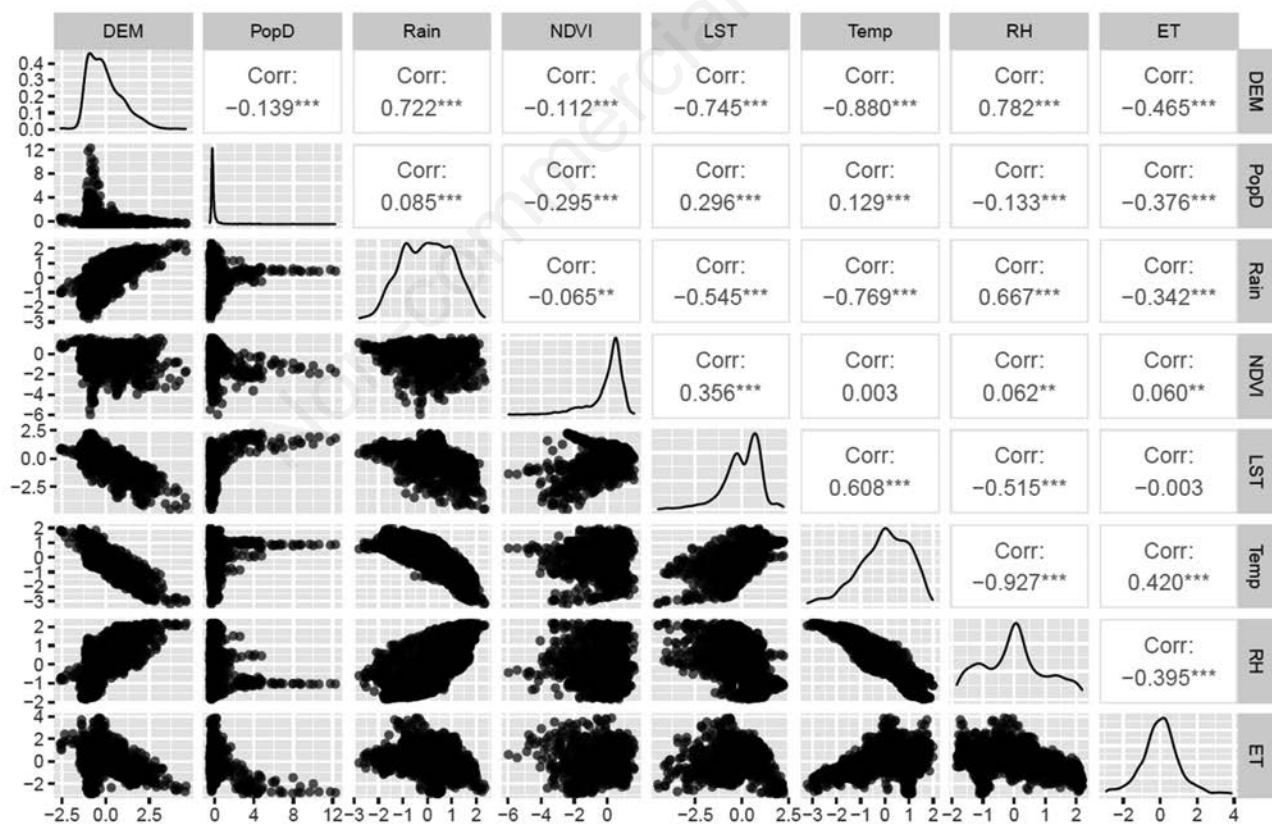 DEM PopD Rain NDVI LST Temp RH ET
0.4
0.3
0.2
0.1
0.0
Corr: Corr: Corr: Corr: Corr: Corr: Corr:
−0.139*** 0.722*** −0.112*** −0.745*** −0.880*** 0.782*** −0.465***
DEM
12
8
4
0
Corr: Corr: Corr: Corr: Corr: Corr:
0.085*** −0.295*** 0.296*** 0.129*** −0.133*** −0.376***
PopD
2
1
0
−1
−2
−3
Corr: Corr: Corr: Corr: Corr:
−0.065** −0.545*** −0.769*** 0.667*** −0.342***
Rain
0
−2
−4
−6
Corr: Corr: Corr: Corr:
0.356*** 0.003 0.062** 0.060**
NDVI
2.5
0.0
−2.5
Corr: Corr: Corr:
0.608*** −0.515*** −0.003
LST
2
1
0
−1
−2
−3
Corr: Corr:
−0.927*** 0.420***
Temp
2
1
0
−1
−2
Corr:
−0.395***
RH
4
2
0
−2
ET
−2.5 0.0 2.5 0 4 8 12 −3 −2 −1 0 1 2 −6 −4 −2 0 −2.5 0.0 2.5 −3 −2 −1 0 1 2 −2 −1 0 1 2 −2 0 2 4
commercial